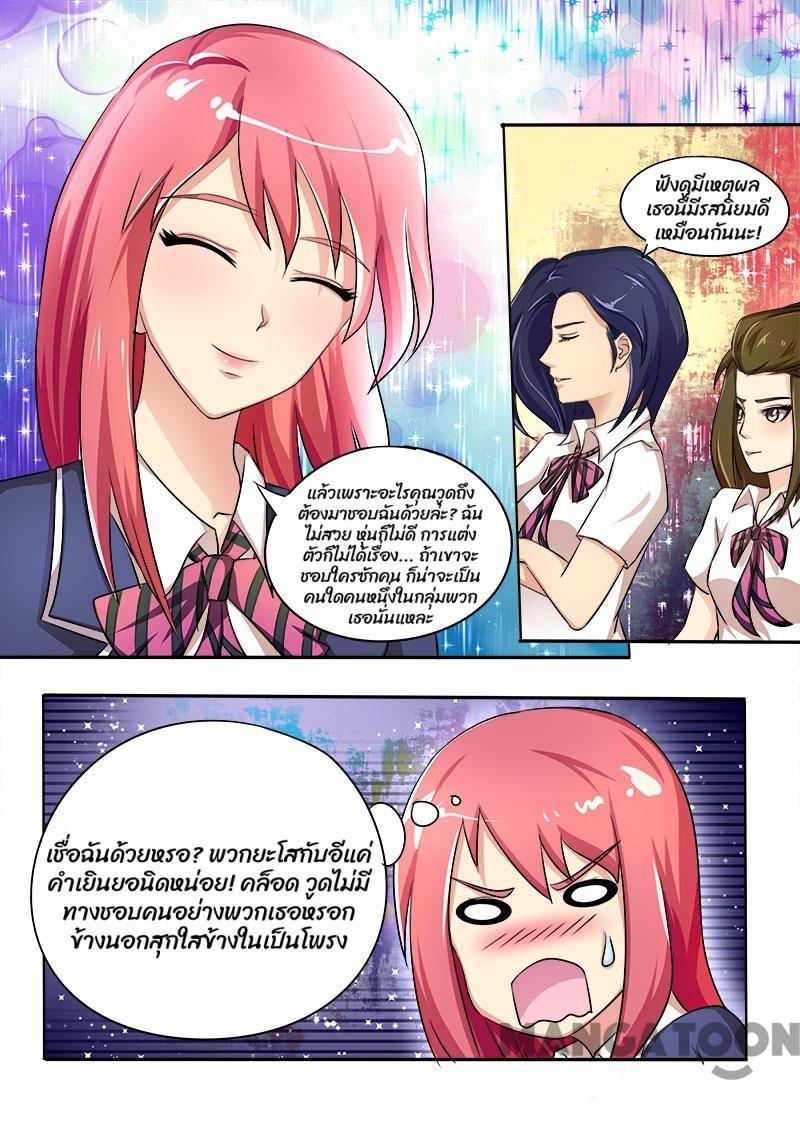 แล้วเพราะอะไรคุณวูดถึง
ต้องมาชอบฉันด้วยล่ะ? ฉัน
ไม่สวย หุ่นก็ไม่ดี การแต่ง
ตัวก็ไม่ได้เรื่อง... ถ้าเขาจะ
ชอบใครซักคน ก็น่าจะเป็น
คนใดคนหนึ่งในกลุ่มพวก
เธอนั่นแหละ
ฟังดูมีเหตุผล
เธอนี่มีรสนิยมดี
เหมือนกันนะ!
เชื่อฉันด้วยหรอ? พวกยะโสกับอีแค่
คำเยินยอนิดหน่อย! คล็อด วูดไม่มี
ทางชอบคนอย่างพวกเธอหรอก
ข้างนอกสุกใสข้างในเป็นโพรง
MANGATOON